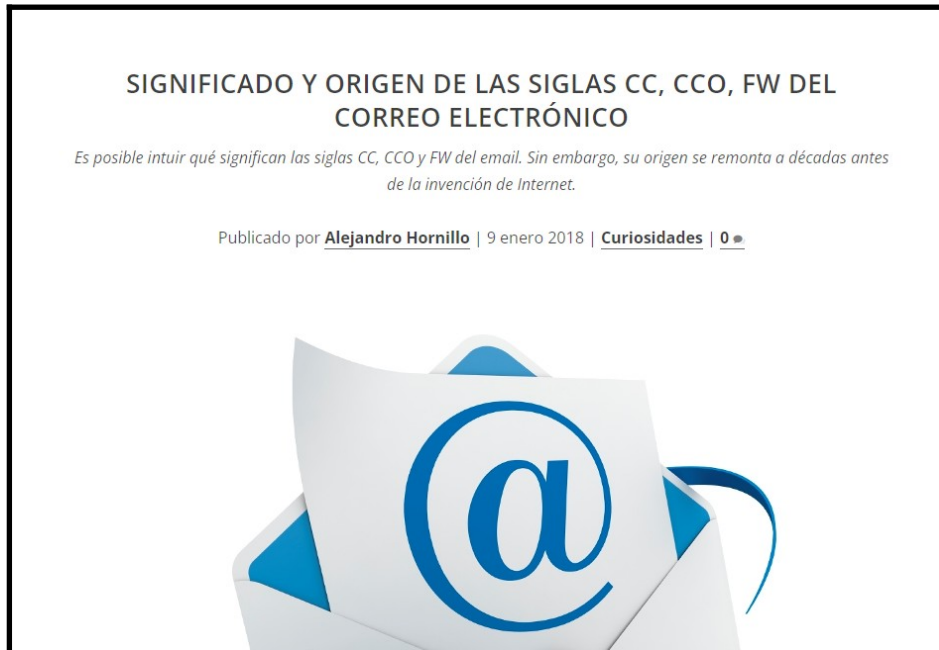 SIGNIFICADO Y ORIGEN DE LAS SIGLAS CC, CCO, FW DEL
CORREO ELECTRÓNICO
Es posible intuir qué significan las siglas CC, CCO y FW del email. Sin embargo, su origen se remonta a décadas antes
de la invención de Internet.
Publicado por Alejandro Hornillo | 9 enero 2018 | Curiosidades | 0
@